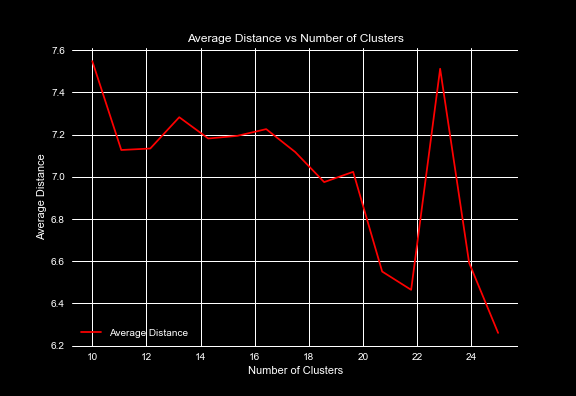 Average Distance vs Number of Clusters
7.6
7.4
7.2
7.0
6.8
6.6
6.4
6.2
Average Distance
Average Distance
10 12 14 16 18 20 22 24
Number of Clusters